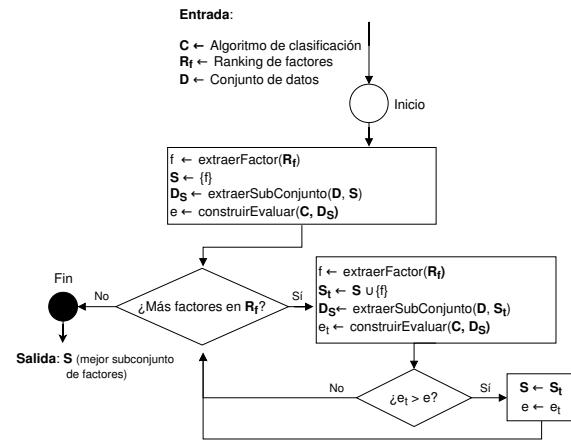 Entrada:
C ← Algoritmo de clasificación
Rf ← Ranking de factores
D ← Conjunto de datos
Inicio
f ← extraerFactor(Rf)
S ← {f}
DS ← extraerSubConjunto(D, S)
e ← construirEvaluar(C, DS)
Fin
No
¿Más factores en Rf?
Sí
f ← extraerFactor(Rf)
St ← S ∪{f}
DS ← extraerSubConjunto(D, St)
et ← construirEvaluar(C, DS)
Salida: S (mejor subconjunto
de factores)
No
¿et > e?
Sí
S ← St
e ← et